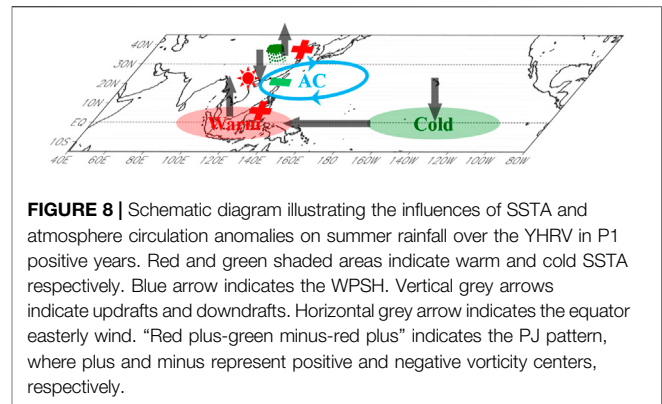 40N
30N
20N
10N
EQ
10S
AC
Warm
Cold
40E 60E 80E 100E 120E 140E 160E 180 160W 140W 120W 100W 80W
FIGURE 8 | Schematic diagram illustrating the influences of SSTA and
atmosphere circulation anomalies on summer rainfall over the YHRV in P1
positive years. Red and green shaded areas indicate warm and cold SSTA
respectively. Blue arrow indicates the WPSH. Vertical grey arrows
indicate updrafts and downdrafts. Horizontal grey arrow indicates the equator
easterly wind. “Red plus-green minus-red plus” indicates the PJ pattern,
where plus and minus represent positive and negative vorticity centers,
respectively.